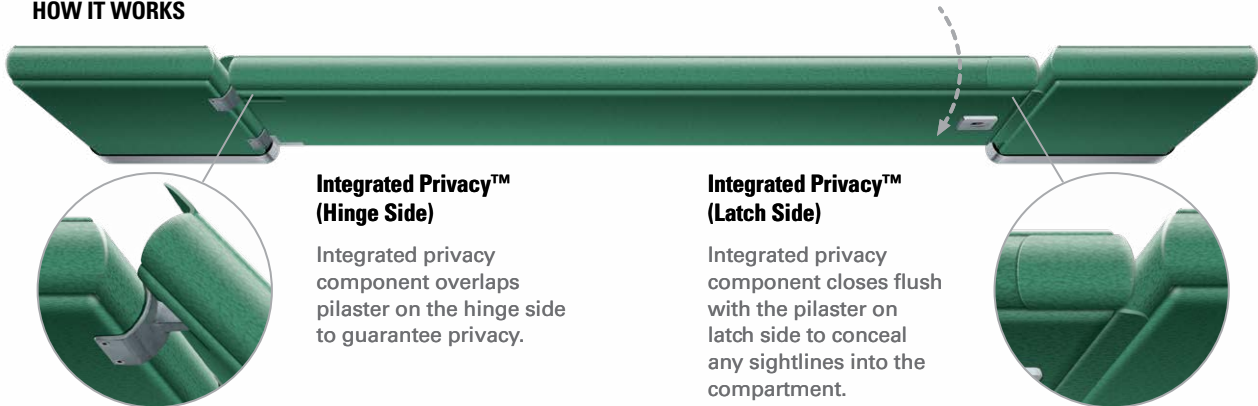 HOW IT WORKS
Integrated Privacy™
(Hinge Side)
Integrated privacy
component overlaps
pilaster on the hinge side
to guarantee privacy.
Integrated Privacy™
(Latch Side)
Integrated privacy
component closes flush
with the pilaster on
latch side to conceal
any sightlines into the
compartment.